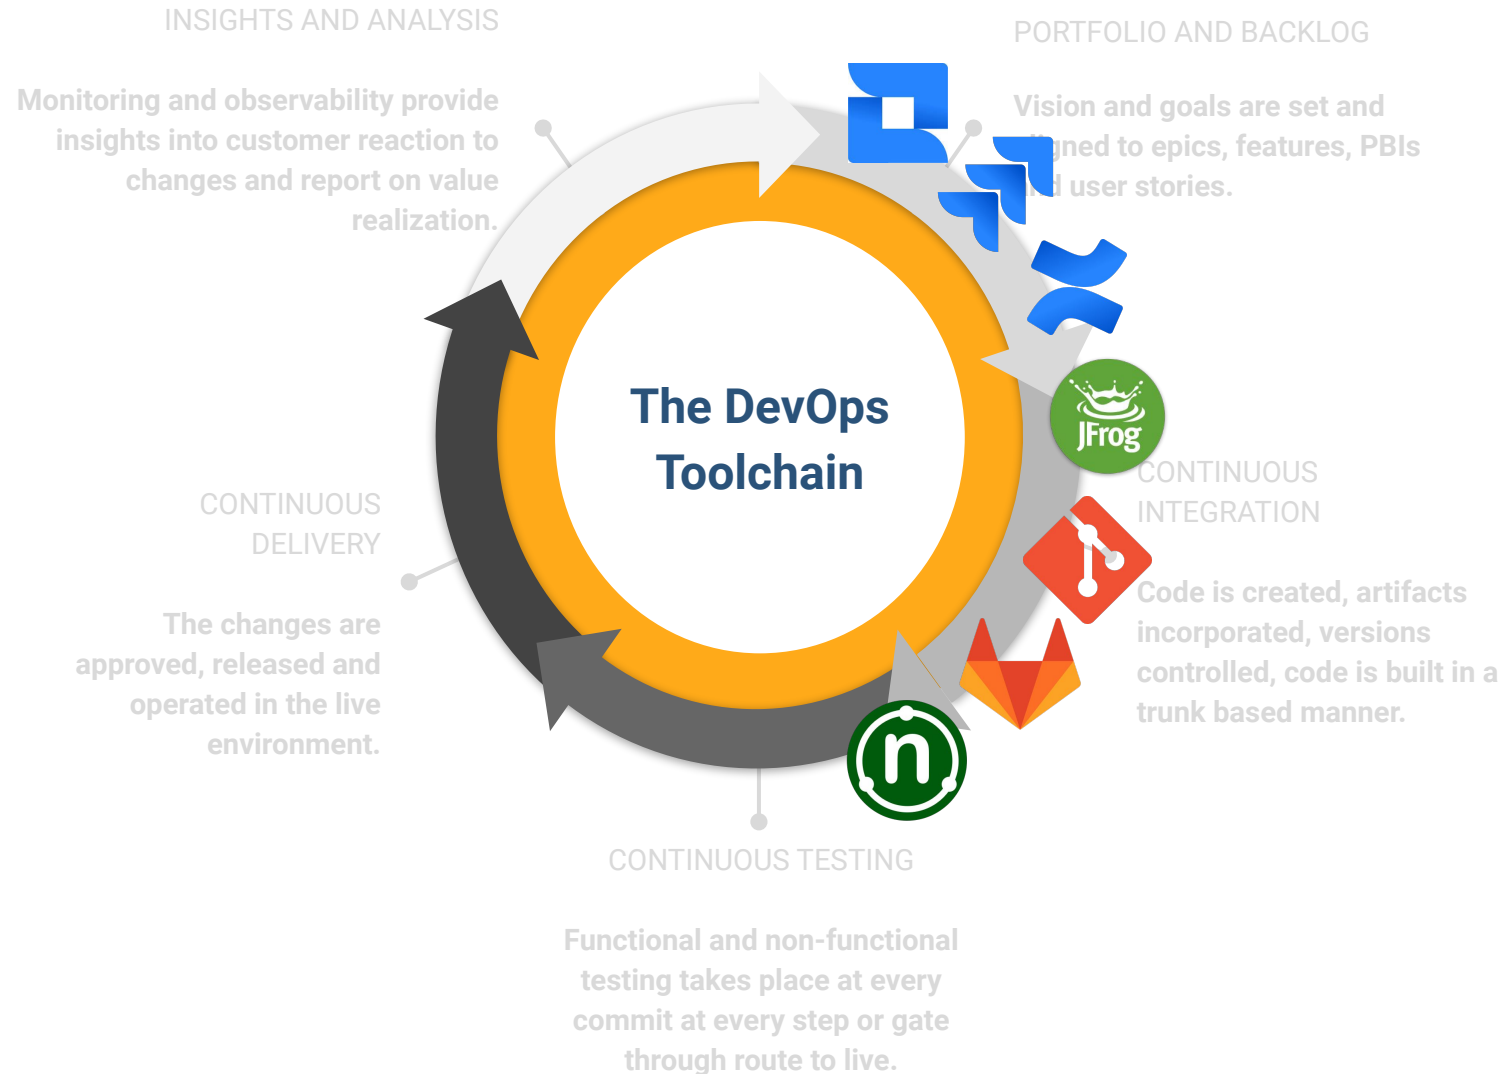 INSIGHTS AND ANALYSIS
Monitoring and observability provide
insights into customer reaction to
changes and report on value
realization.
PORTFOLIO AND BACKLOG
Vision and goals are set and
to epics, features, PBIs
user stories.
The DevOps
Toolchain
JFrog
CONTINUOUS
INTEGRATION
Code is created, artifacts
incorporated, versions
controlled, code is built in a
trunk based manner.
n
CONTINUOUS
DELIVERY
The changes are
approved, released and
operated in the live
environment.
CONTINUOUS TESTING
Functional and non-functional
testing takes place at every
commit at every step or gate
through route to live.